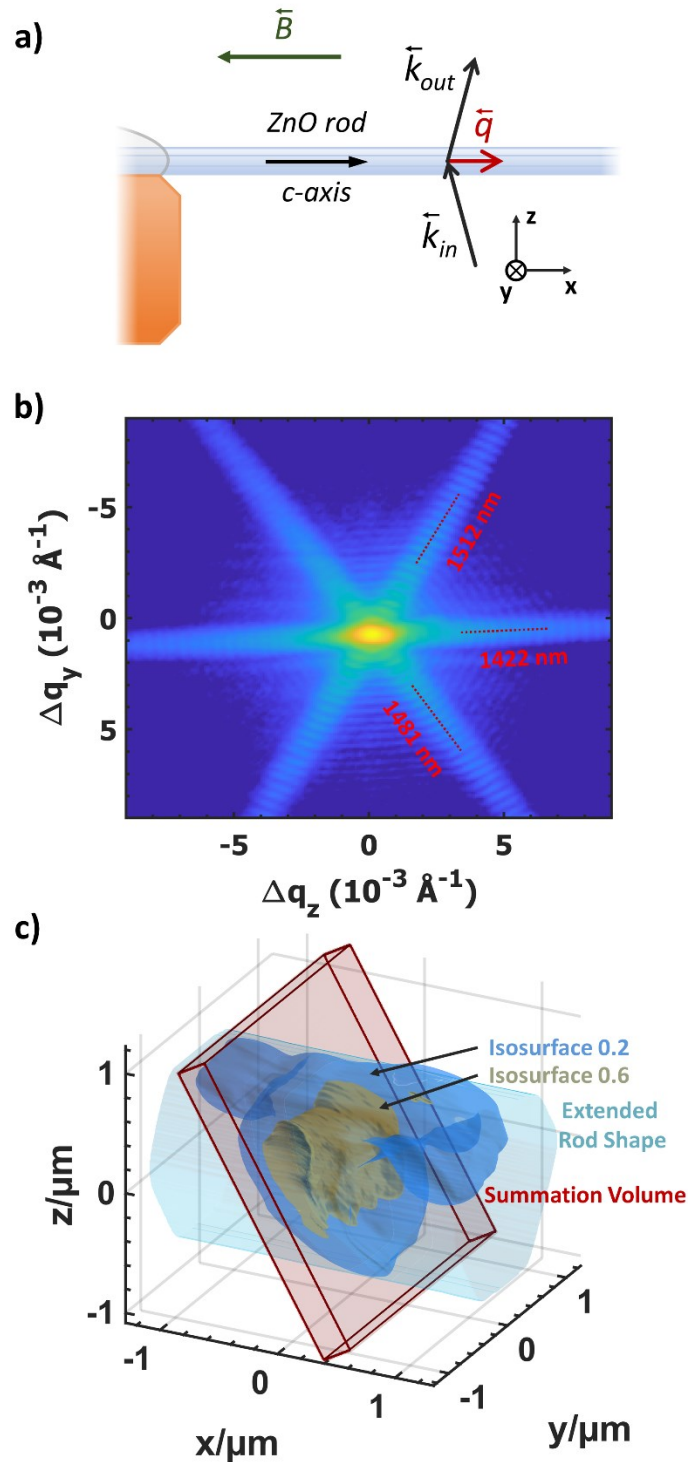 a)
B
k_out
ZnO rod
q
c-axis
k_in
z
y
x
b)
-5
0
5
Δq_y (10⁻³ Å⁻¹)
1512 nm
1422 nm
1481 nm
-5
0
5
Δq_z (10⁻³ Å⁻¹)
c)
Isosurface 0.2
Isosurface 0.6
Extended
Rod Shape
Summation Volume
1
0
-1
z/μm
-1
0
1
x/μm
-1
0
1
y/μm